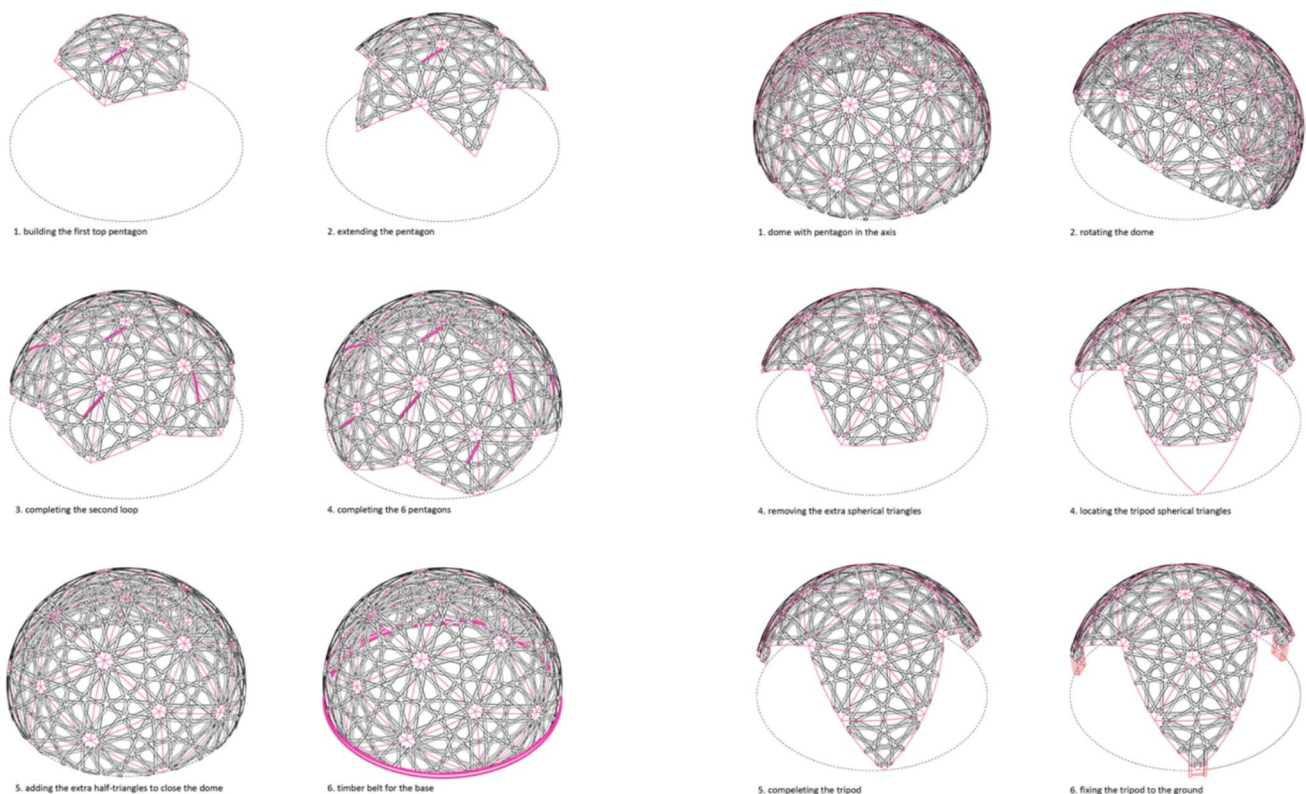 1. building the first top pentagon
2. extending the pentagon
3. completing the second loop
4. completing the 6 pentagons
5. adding the extra half-triangles to close the dome
6. timber belt for the base
1. dome with pentagon in the axis
2. rotating the dome
4. removing the extra spherical triangles
4. locating the tripod spherical triangles
5. compeleting the tripod
6. fixing the tripod to the ground